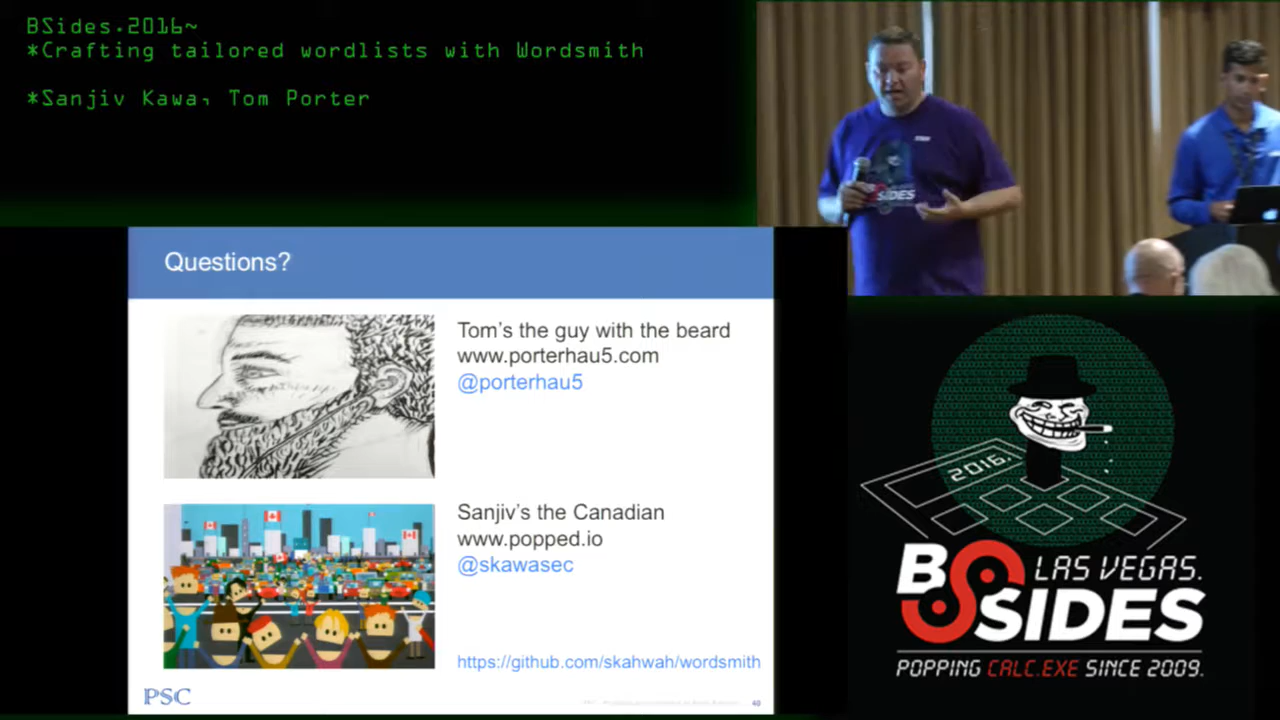 BSides.2016~
*Crafting tailored wordlists with Wordsmith
*Sanjiv Kawa, Tom Porter
SIDES
Questions?
Tom's the guy with the beard
www.porterhau5.com
@porterhau5
Sanjiv's the Canadian
www.popped.io
@skawasec
https://github.com/skahwah/wordsmith
PSC
40
2016.
BSIDES
LAS VEGAS.
POPPING CALC.EXE SINCE 2009.